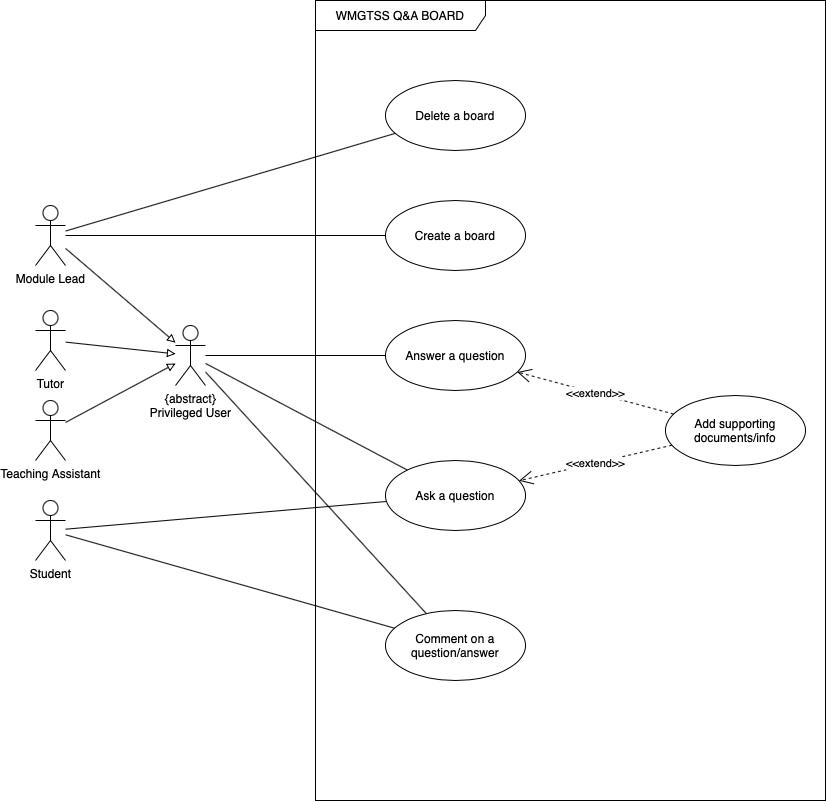 WMGTSS Q&A BOARD
Delete a board
Create a board
Module Lead
Answer a question
{abstract}
Privileged User
Tutor
<<extend>>
Add supporting
documents/info
Teaching Assistant
<<extend>>
Ask a question
Student
Comment on a
question/answer